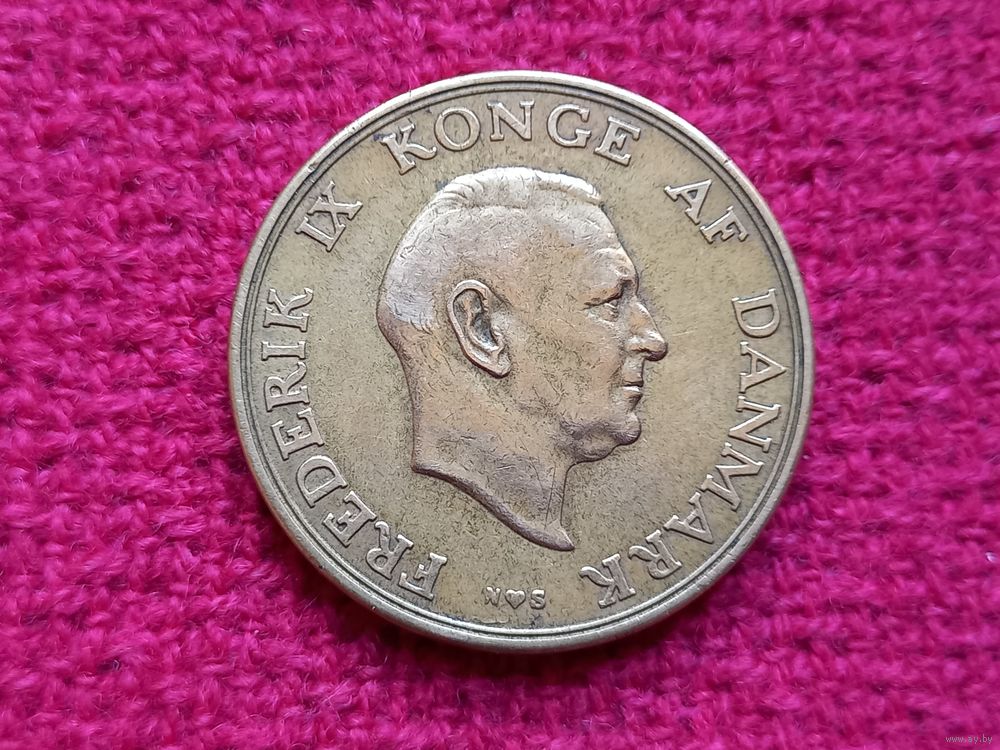 FREDERIK IX KONGE AF DANMARK
N♥S
www.ay.by